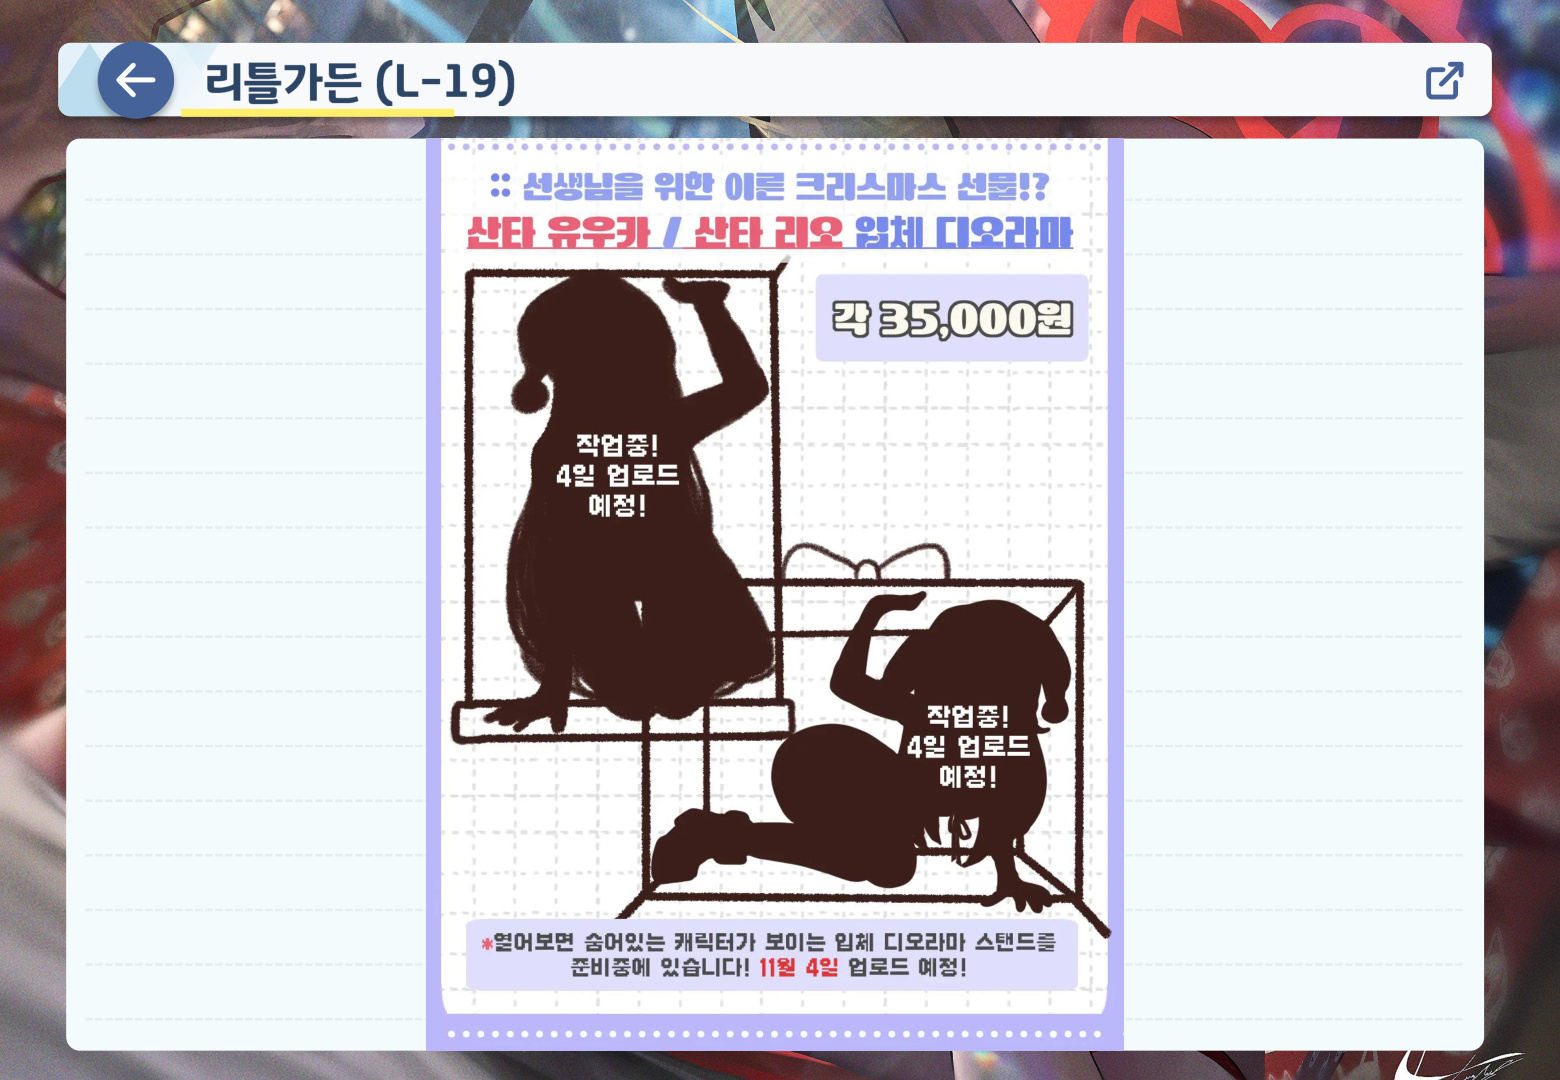 리틀가든 (L-19)
:: 선생님을 위한 이른 크리스마스 선물!?
산타 유우카 / 산타 리오 입체 디오라마
각 35,000원
작업중!
4일 업로드
예정!
작업중!
4일 업로드
예정!
*열어보면 숨어있는 캐릭터가 보이는 입체 디오라마 스탠드를
준비중에 있습니다! 11월 4일 업로드 예정!